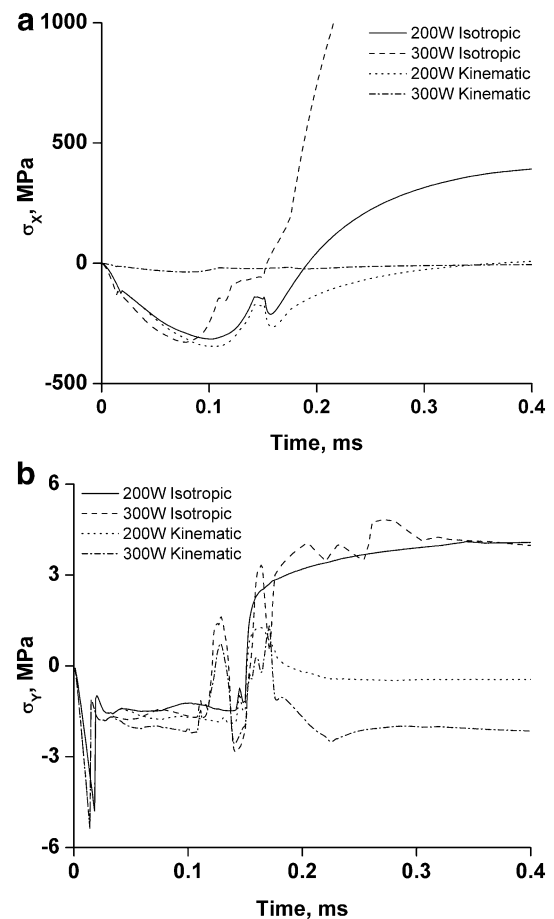 a
1000
500
0
-500
σX, MPa
200W Isotropic
300W Isotropic
200W Kinematic
300W Kinematic
0
0.1
0.2
0.3
0.4
Time, ms
b
6
3
0
-3
-6
σY, MPa
200W Isotropic
300W Isotropic
200W Kinematic
300W Kinematic
0
0.1
0.2
0.3
0.4
Time, ms